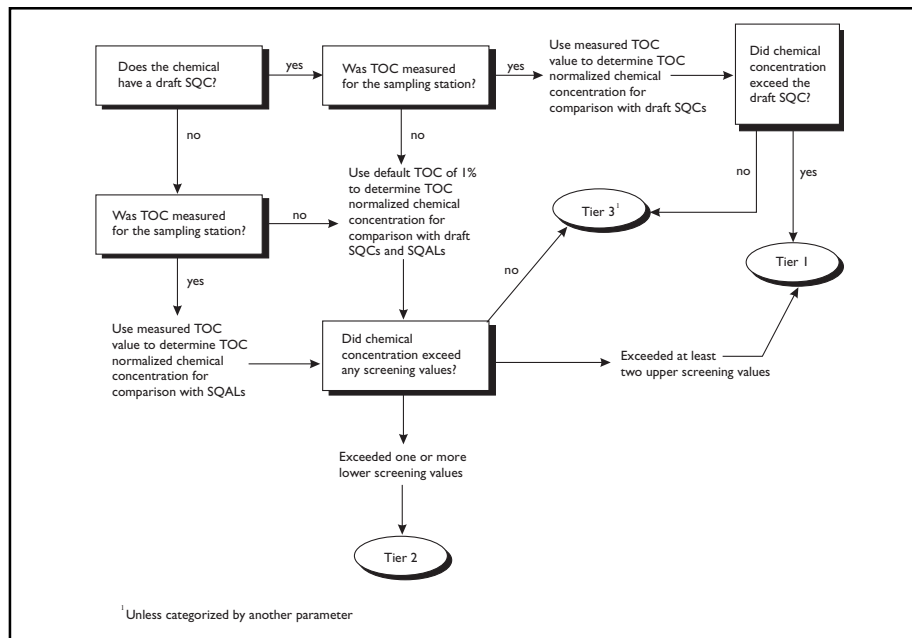 Does the chemical
have a draft SQC?
yes
Was TOC measured
for the sampling station?
yes
Use measured TOC
value to determine TOC
normalized chemical
concentration for
comparison with draft SQCs
Did chemical
concentration
exceed the
draft SQC?
no
no
no
yes
Use default TOC of 1%
to determine TOC
normalized chemical
concentration for
comparison with draft
SQCs and SQALs
Was TOC measured
for the sampling station?
no
Tier 3¹
Tier 1
yes
no
Use measured TOC
value to determine TOC
normalized chemical
concentration for
comparison with SQALs
Did chemical
concentration exceed
any screening values?
Exceeded at least
two upper screening values
Exceeded one or more
lower screening values
Tier 2
¹Unless categorized by another parameter